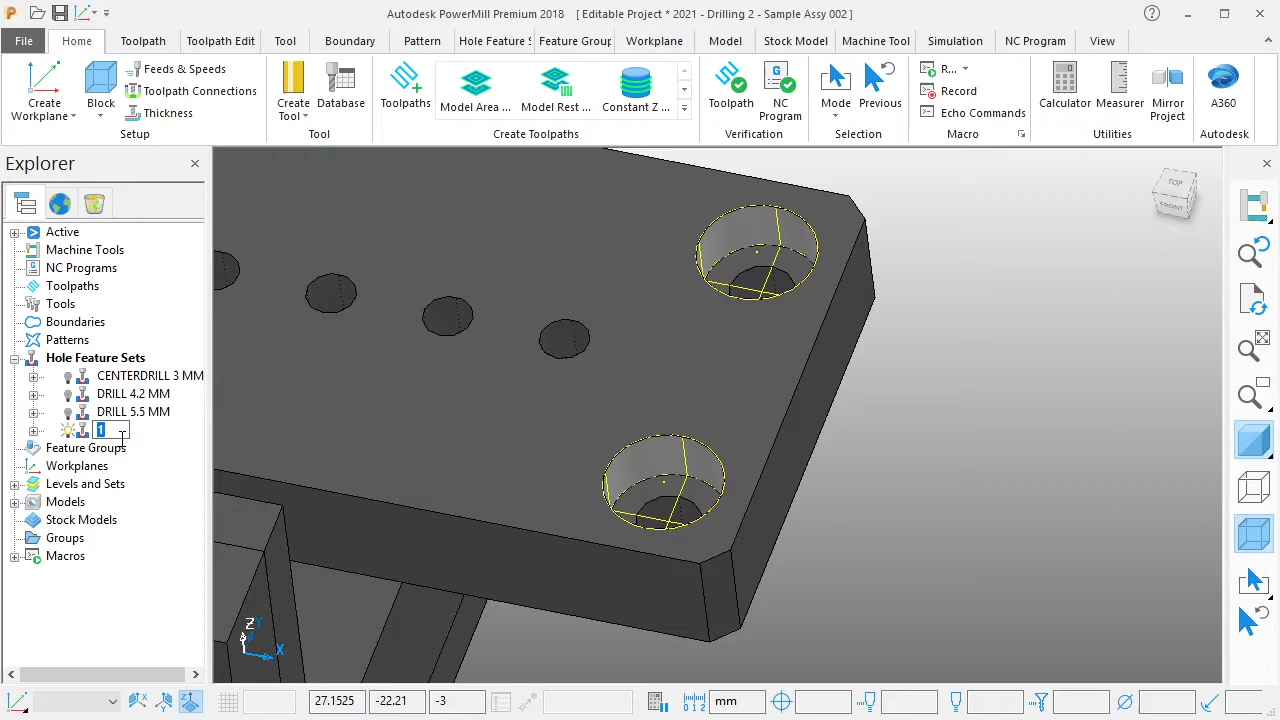 Autodesk PowerMill Premium 2018 [ Editable Project * 2021 - Drilling 2 - Sample Assy 002 ]
File Home Toolpath Toolpath Edit Tool Boundary Pattern Hole Feature S Feature Group Workplane Model Stock Model Machine Tool Simulation NC Program View
Create Workplane Block Feeds & Speeds Toolpath Connections Thickness
Create Tool Database Toolpaths Model Area ... Model Rest ... Constant Z ...
Toolpath NC Program Mode Previous R... Record Echo Commands
Calculator Measurer Mirror Project A360
Setup Tool Create Toolpaths Verification Selection Macro Utilities Autodesk
Explorer
Active
Machine Tools
NC Programs
Toolpaths
Tools
Boundaries
Patterns
Hole Feature Sets
CENTERDRILL 3 MM
DRILL 4.2 MM
DRILL 5.5 MM
1
Feature Groups
Workplanes
Levels and Sets
Models
Stock Models
Groups
Macros
TOP
FRONT
Z Y
X
27.1525 -22.21 -3 mm